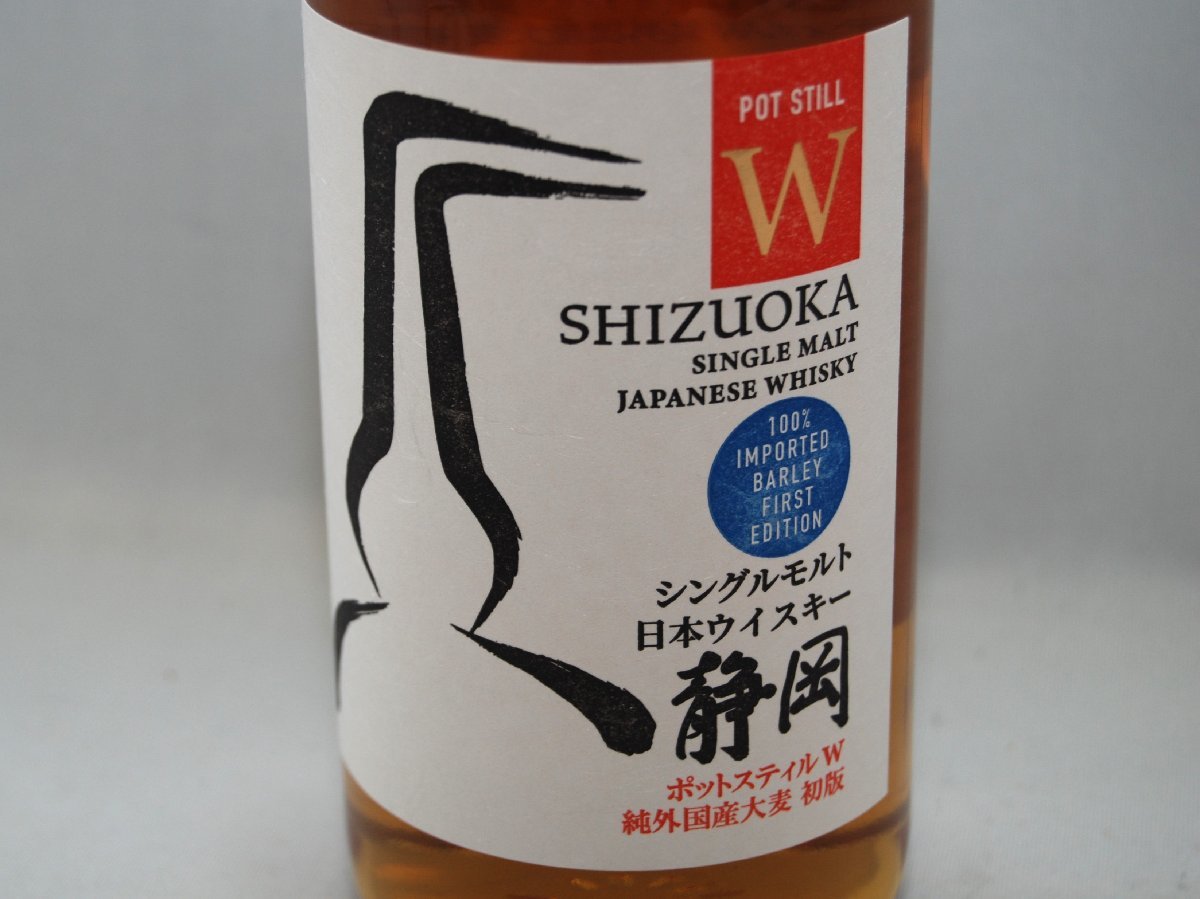 POT STILL
W
SHIZUOKA
SINGLE MALT
JAPANESE WHISKY
100%
IMPORTED
BARLEY
FIRST
EDITION
シングルモルト
日本ウイスキー
静岡
ポットスティルW
純外国産大麦 初版